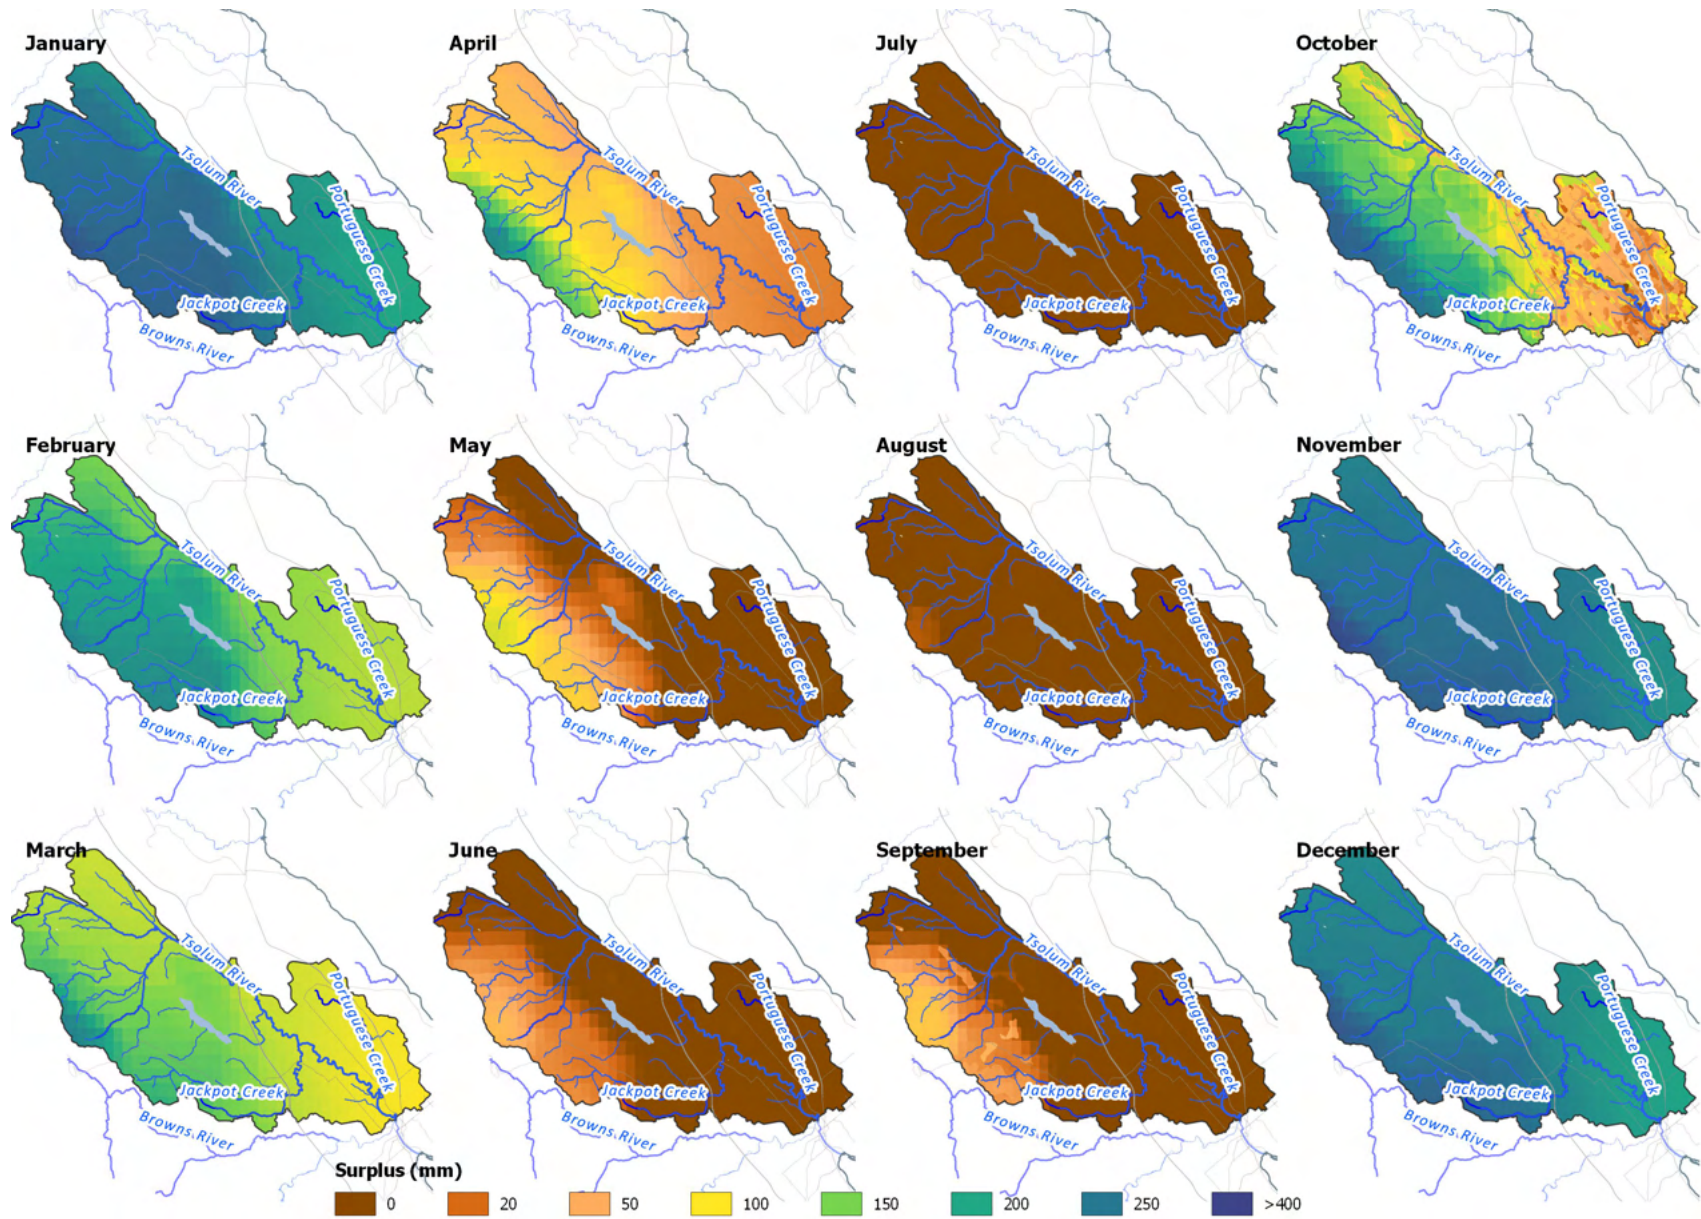 January
April
July
October
Tsolum River
Portuguese Creek
Jackpot Creek
Browns River
Tsolum River
Portuguese Creek
Jackpot Creek
Browns River
Tsolum River
Portuguese Creek
Jackpot Creek
Browns River
Tsolum River
Portuguese Creek
Jackpot Creek
Browns River
February
May
August
November
Tsolum River
Portuguese Creek
Jackpot Creek
Browns River
Tsolum River
Portuguese Creek
Jackpot Creek
Browns River
Tsolum River
Portuguese Creek
Jackpot Creek
Browns River
Tsolum River
Portuguese Creek
Jackpot Creek
Browns River
March
June
September
December
Tsolum River
Portuguese Creek
Jackpot Creek
Browns River
Tsolum River
Portuguese Creek
Jackpot Creek
Browns River
Tsolum River
Portuguese Creek
Jackpot Creek
Browns River
Tsolum River
Portuguese Creek
Jackpot Creek
Browns River
Surplus (mm)
0 20 50 100 150 200 250 >400